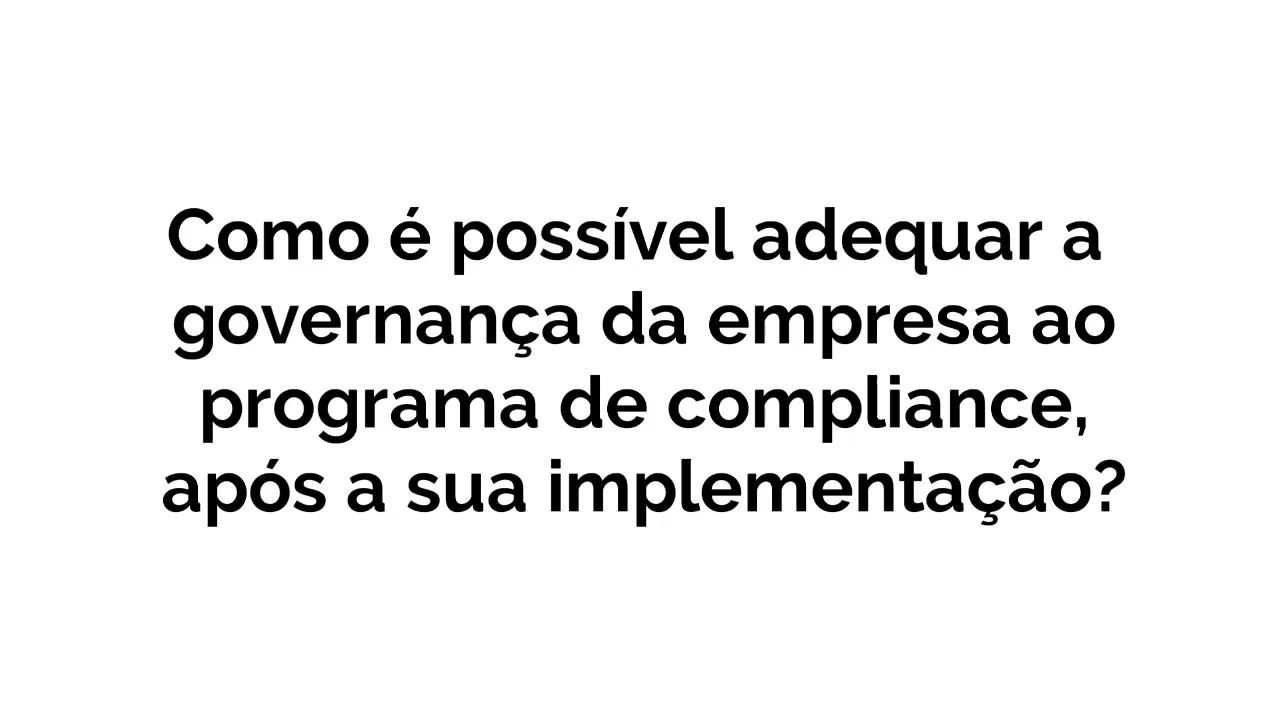 Como é possível adequar a
governança da empresa ao
programa de compliance,
após a sua implementação?